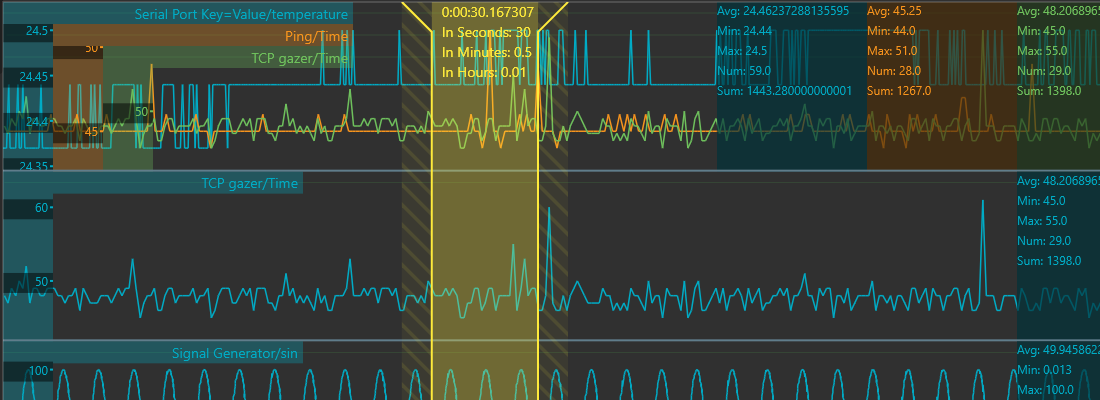 Serial Port Key=Value/temperature
Ping/Time
TCP gazer/Time
24.5
24.45
24.4
24.35
50
45
50
0:00:30.167307
In Seconds: 30
In Minutes: 0.5
In Hours: 0.01
Avg: 24.46237288135595
Min: 24.44
Max: 24.5
Num: 59.0
Sum: 1443.280000000001
Avg: 45.25
Min: 44.0
Max: 51.0
Num: 28.0
Sum: 1267.0
Avg: 48.2068965
Min: 45.0
Max: 55.0
Num: 29.0
Sum: 1398.0
TCP gazer/Time
60
50
Avg: 48.2068965
Min: 45.0
Max: 55.0
Num: 29.0
Sum: 1398.0
Signal Generator/sin
100
Avg: 49.9458622
Min: 0.013
Max: 100.0